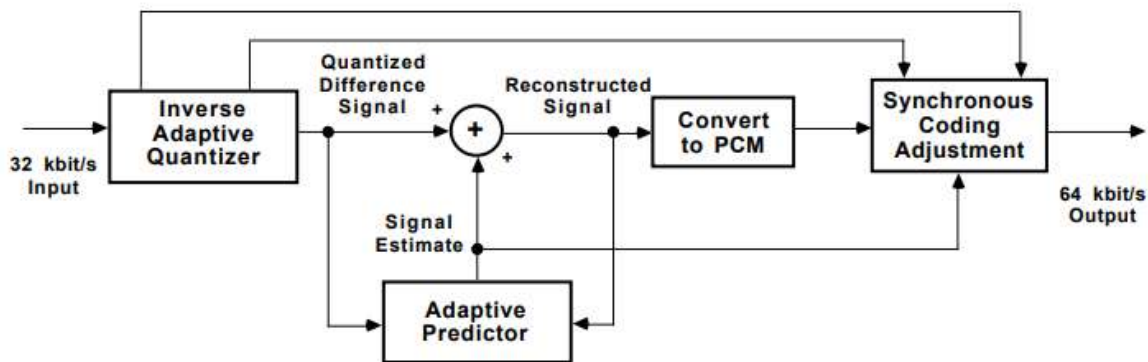 Inverse
Adaptive
Quantizer
32 kbit/s
Input
Quantized
Difference
Signal
+
+
+
Reconstructed
Signal
Convert
to PCM
Synchronous
Coding
Adjustment
64 kbit/s
Output
Signal
Estimate
Adaptive
Predictor